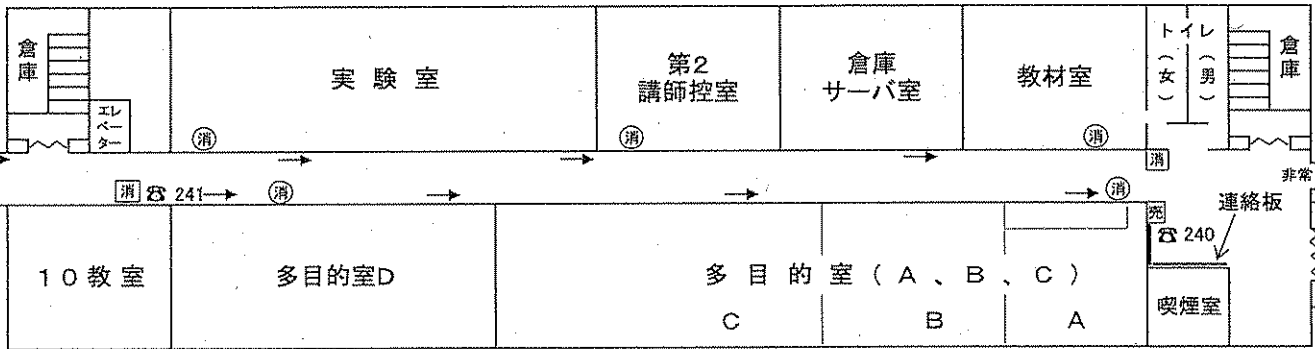 倉庫
エレベーター
実験室
第2
講師控室
倉庫
サーバ室
教材室
トイレ
(女)
(男)
倉庫
消
消
消
消
非常
消
☎ 241
消
消
売
連絡板
☎ 240
10教室
多目的室D
多目的室(A、B、C)
C
B
A
喫煙室